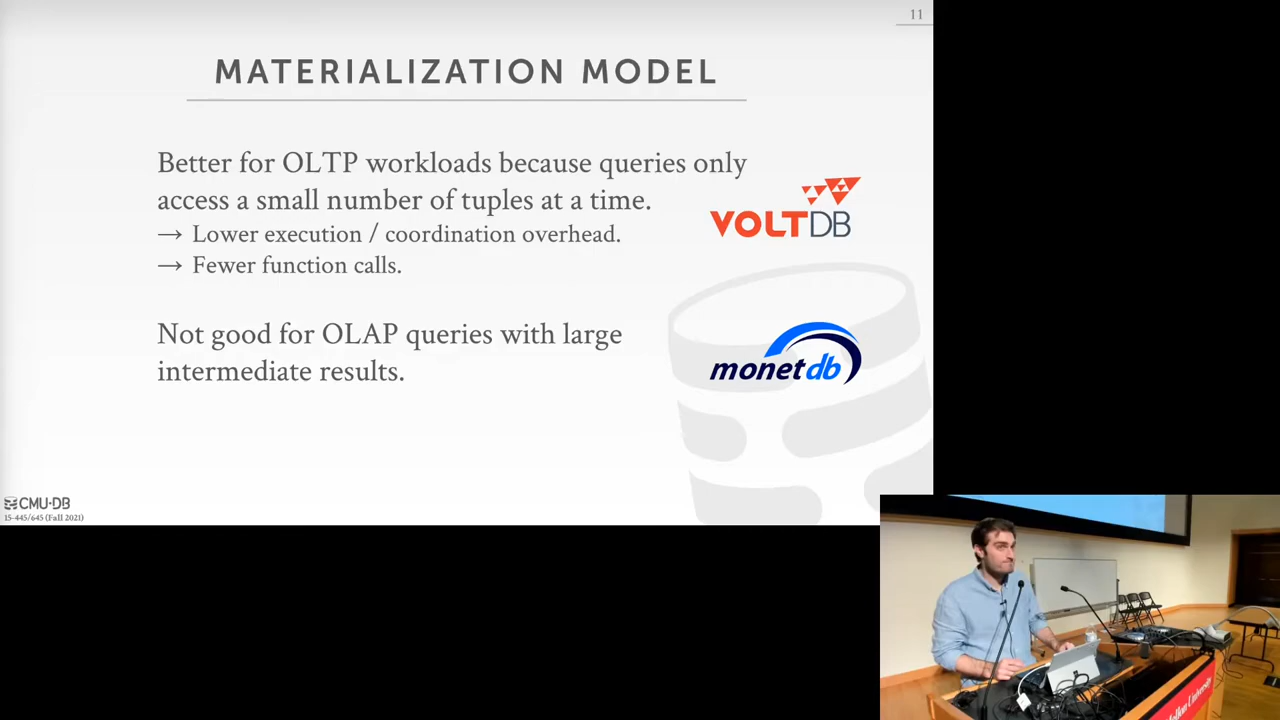 11
MATERIALIZATION MODEL
Better for OLTP workloads because queries only
access a small number of tuples at a time.
→ Lower execution / coordination overhead.
→ Fewer function calls.
VOLTDB
Not good for OLAP queries with large
intermediate results.
monetdb
CMU·DB
15-445/645 (Fall 2021)
Mellon University